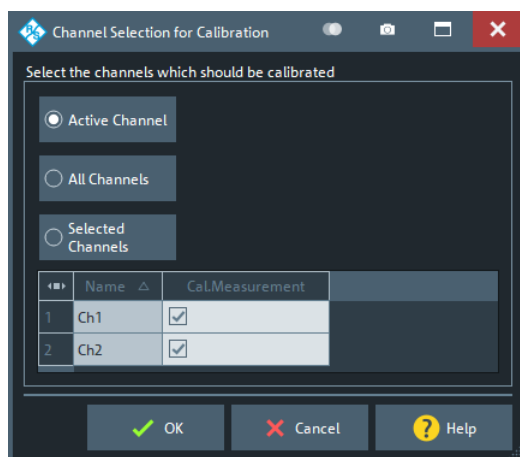 Channel Selection for Calibration
Select the channels which should be calibrated
Active Channel
All Channels
Selected
Channels
Name Cal.Measurement
1 Ch1
2 Ch2
OK Cancel ? Help